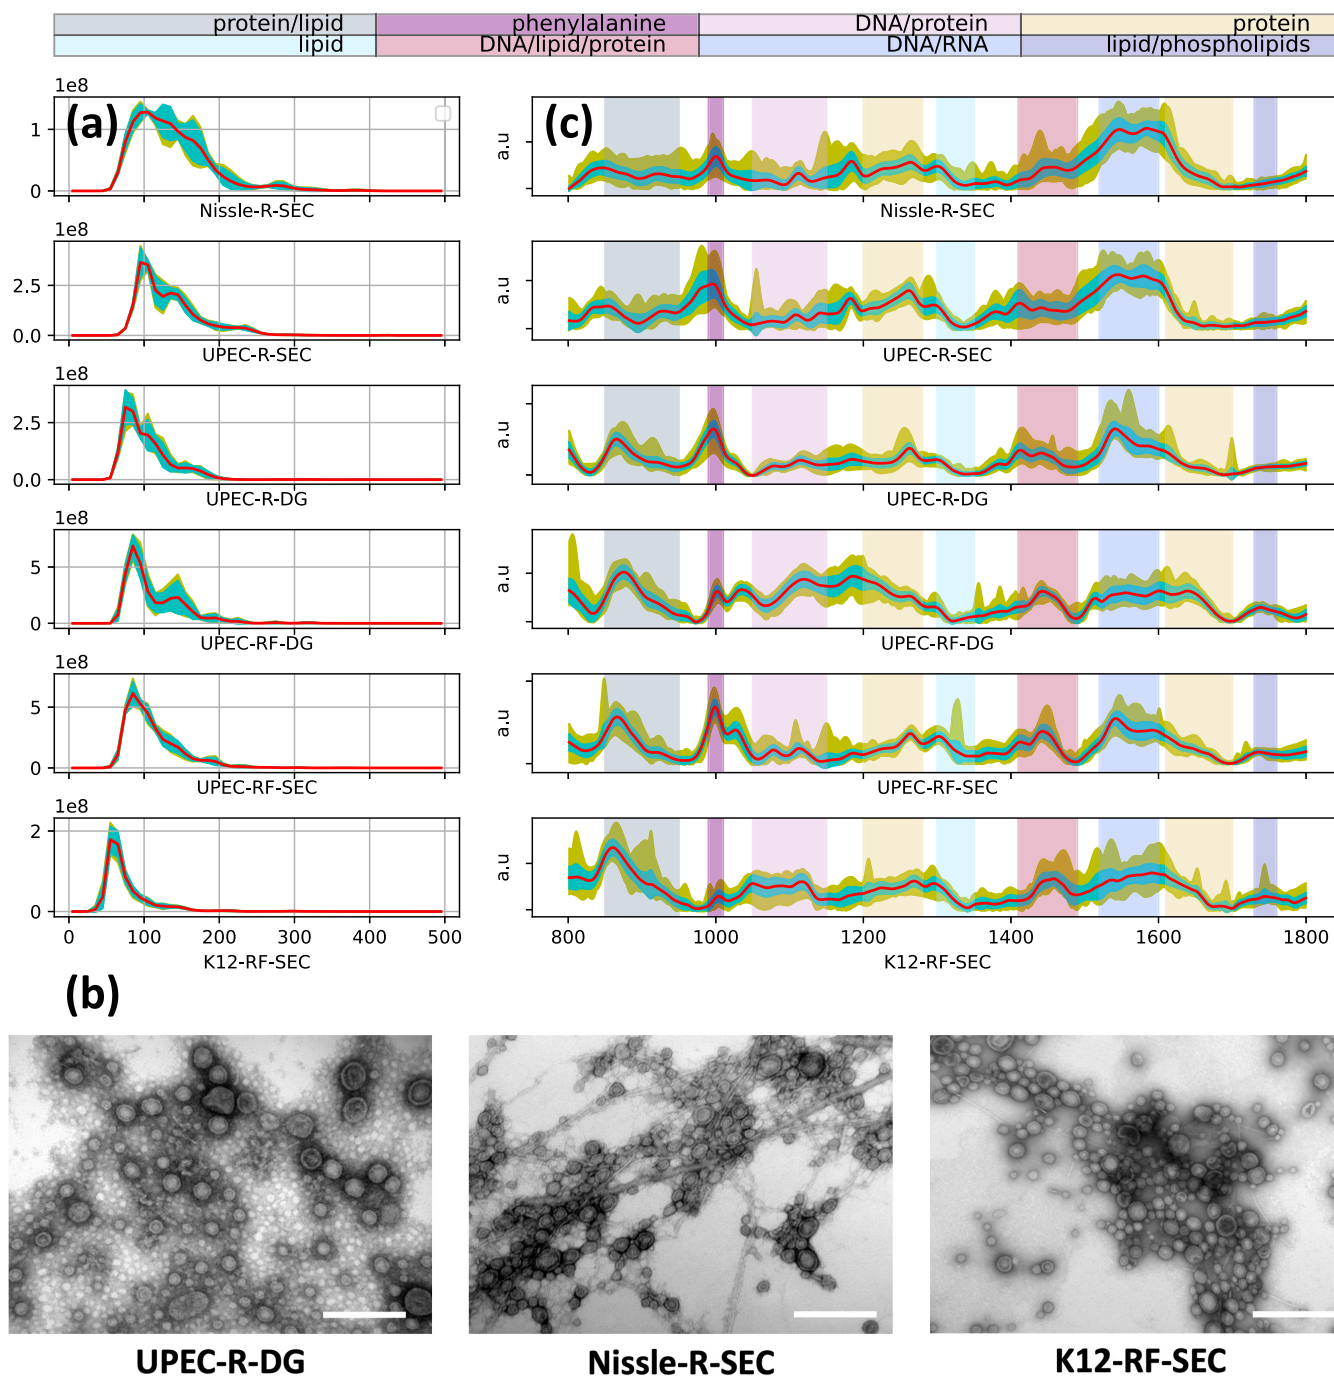 protein/lipid phenylalanine DNA/protein protein
lipid DNA/lipid/protein DNA/RNA lipid/phospholipids
1e8
(a)
1
0
Nissle-R-SEC
2.5
0.0
UPEC-R-SEC
1e8
2.5
0.0
UPEC-R-DG
1e8
5
0
UPEC-RF-DG
1e8
5
0
UPEC-RF-SEC
1e8
2
0
0 100 200 300 400 500
K12-RF-SEC
(c)
a.u
Nissle-R-SEC
a.u
UPEC-R-SEC
a.u
UPEC-R-DG
a.u
UPEC-RF-DG
a.u
UPEC-RF-SEC
a.u
800 1000 1200 1400 1600 1800
K12-RF-SEC
(b)
UPEC-R-DG Nissle-R-SEC K12-RF-SEC